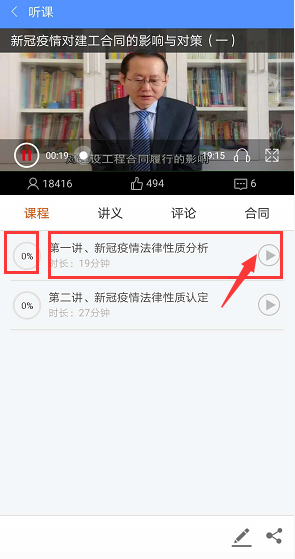 听课
新冠疫情对建工合同的影响与对策（一）
建设工程合同履行的影响
00:19
19:15
18416
494
6
课程
讲义
评论
合同
0%
第一讲、新冠疫情法律性质分析
时长：19分钟
0%
第二讲、新冠疫情法律性质认定
时长：27分钟